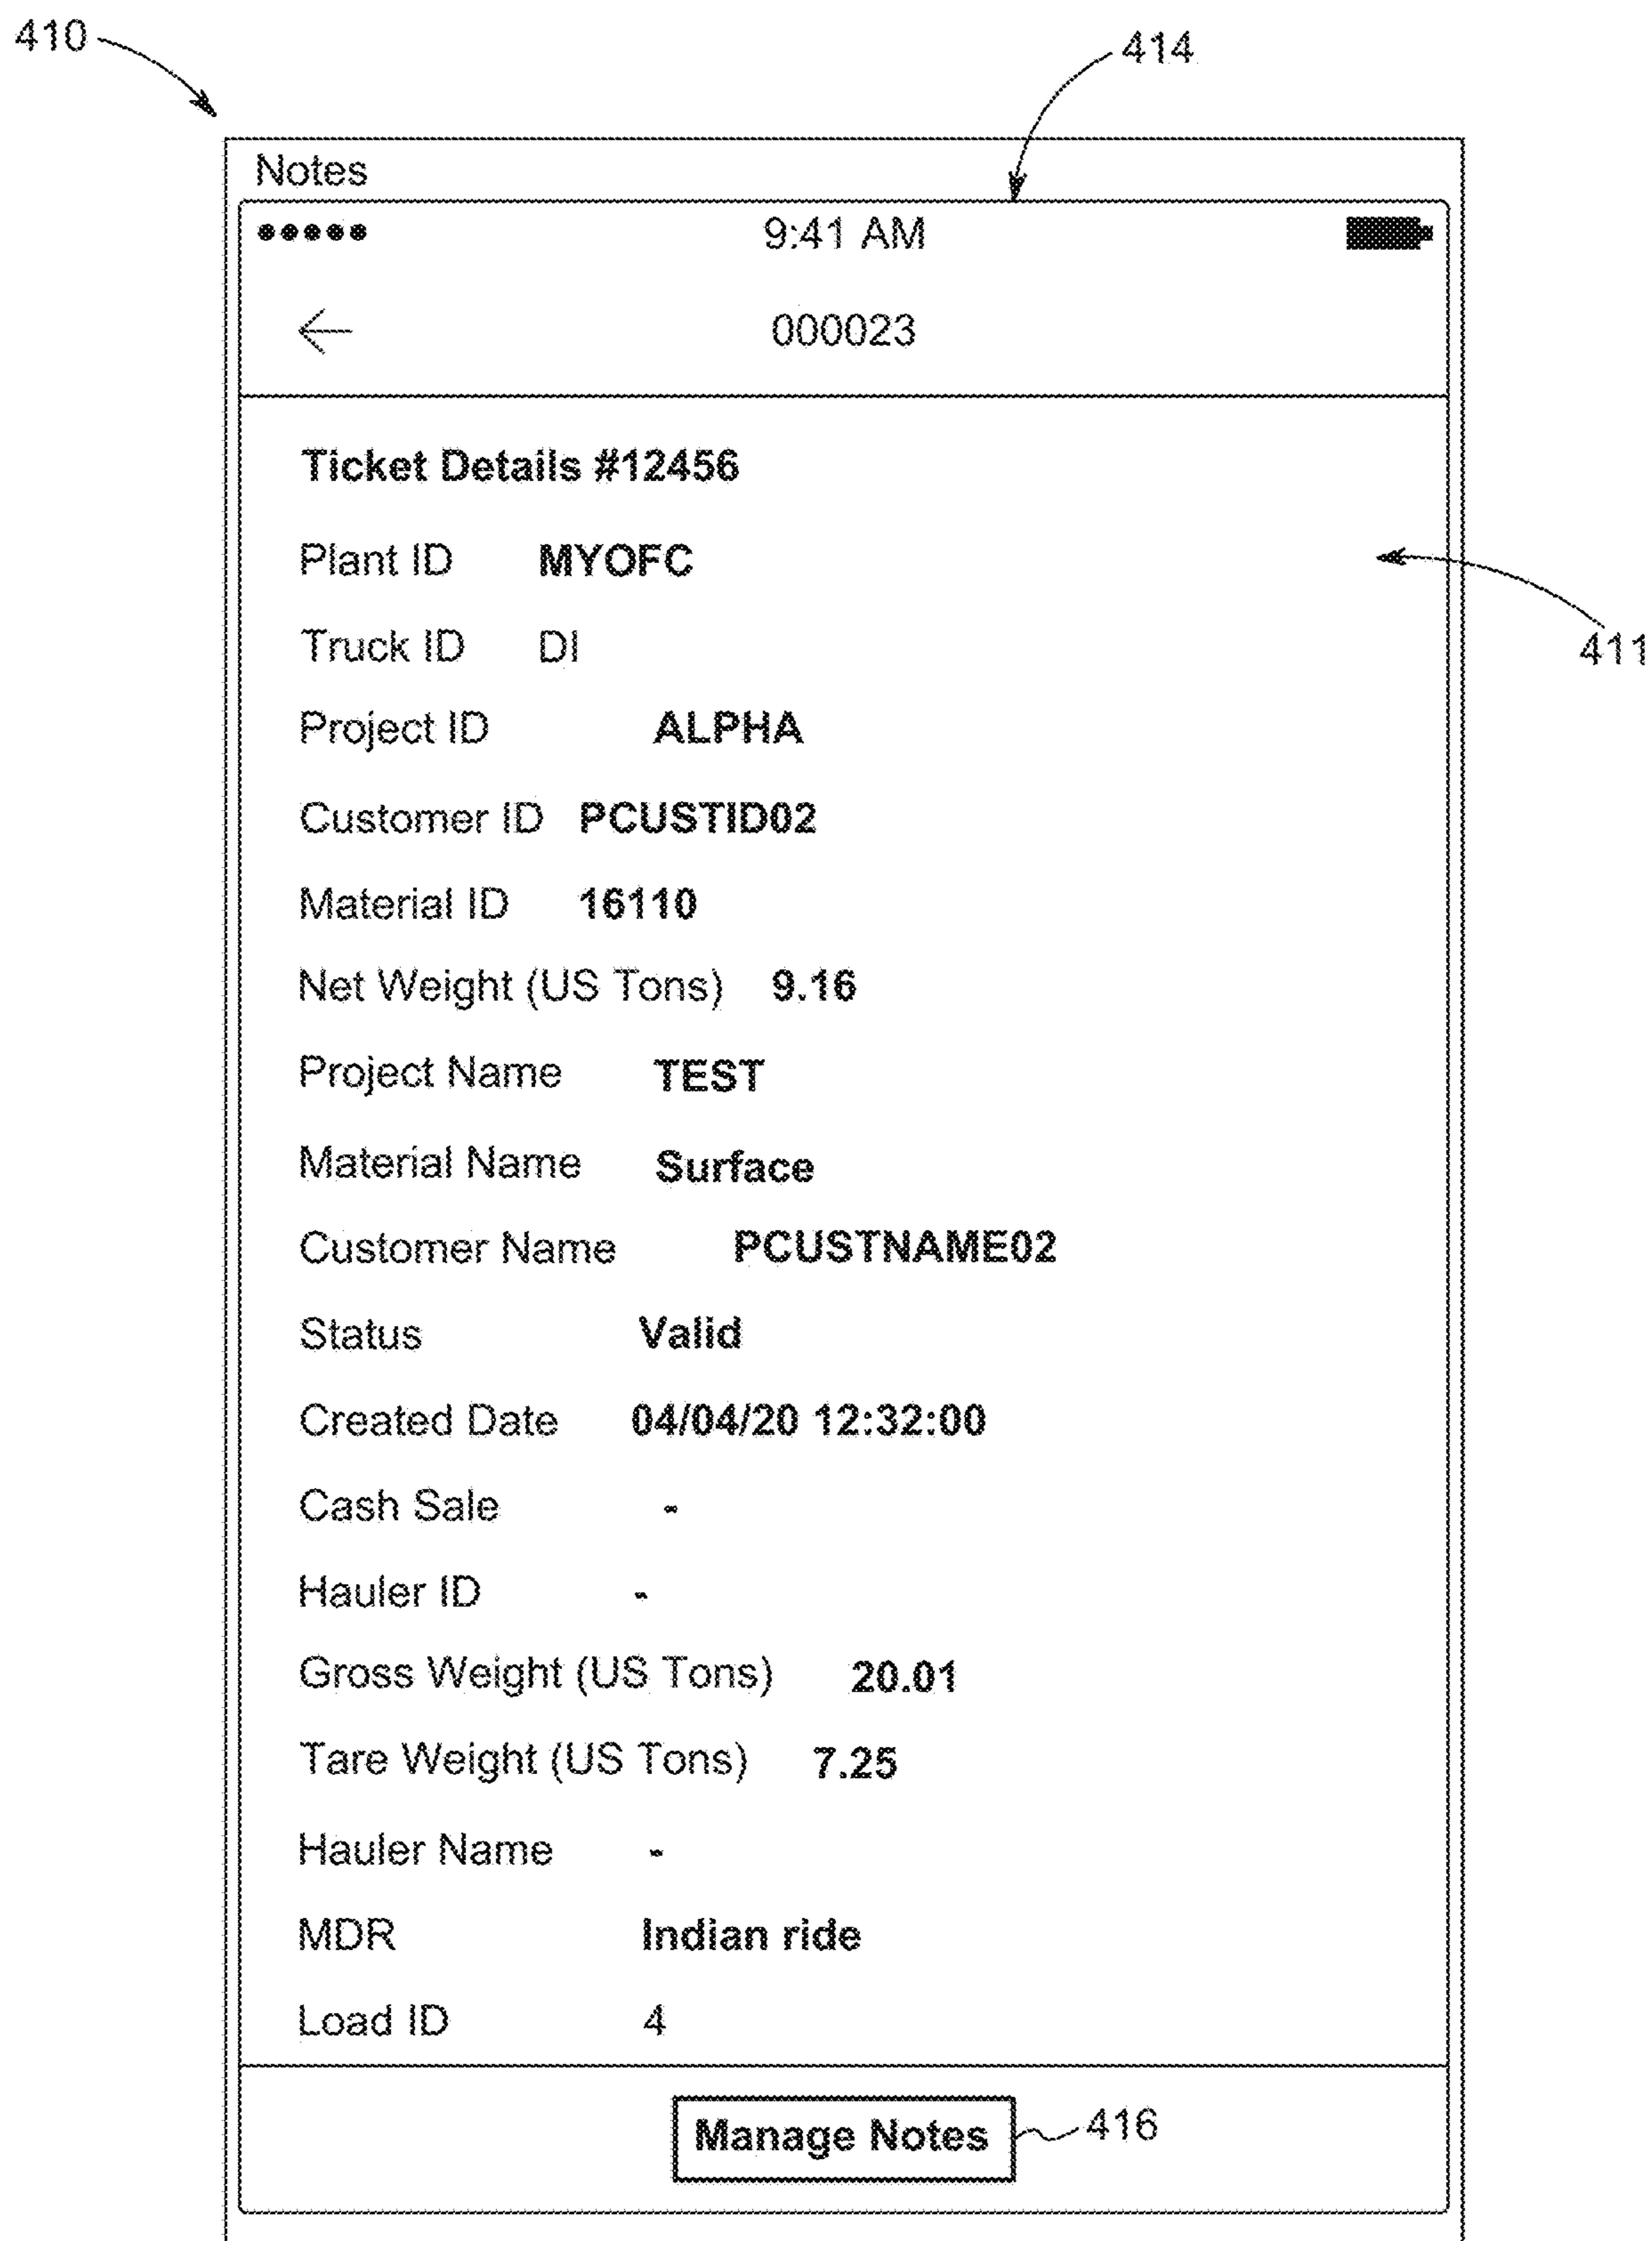 410
414
Notes
9:41 AM
000023
Ticket Details #12456
Plant ID MYOFC
411
Truck ID DI
Project ID ALPHA
Customer ID PCUSTID02
Material ID 16110
Net Weight (US Tons) 9.16
Project Name TEST
Material Name Surface
Customer Name PCUSTNAME02
Status Valid
Created Date 04/04/20 12:32:00
Cash Sale -
Hauler ID -
Gross Weight (US Tons) 20.01
Tare Weight (US Tons) 7.25
Hauler Name -
MDR Indian ride
Load ID 4
Manage Notes 416